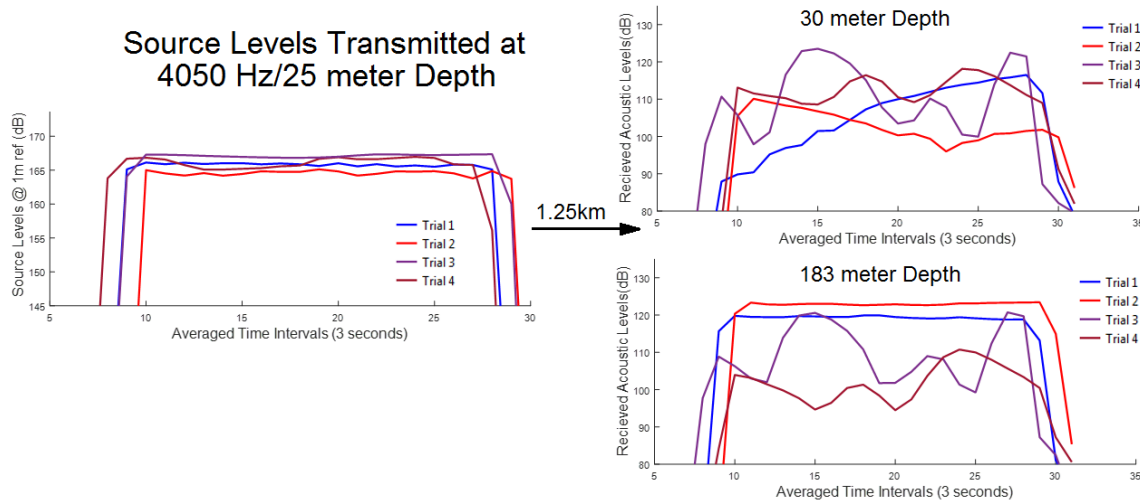 Source Levels Transmitted at
4050 Hz/25 meter Depth
Source Levels @ 1m ref (dB)
170
165
160
155
150
145
5
10
15
20
25
30
Averaged Time Intervals (3 seconds)
Trial 1
Trial 2
Trial 3
Trial 4
1.25km
30 meter Depth
Recieved Acoustic Levels(dB)
130
120
110
100
90
80
5
10
15
20
25
30
35
Averaged Time Intervals (3 seconds)
Trial 1
Trial 2
Trial 3
Trial 4
183 meter Depth
Recieved Acoustic Levels(dB)
130
120
110
100
90
80
5
10
15
20
25
30
35
Averaged Time Intervals (3 seconds)
Trial 1
Trial 2
Trial 3
Trial 4